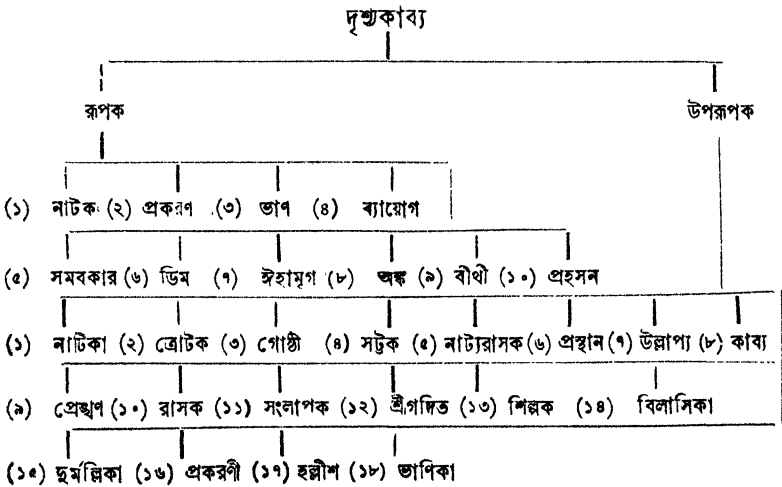 দৃশ্যকাব্য
রূপক উপরূপক
(১) নাটক (২) প্রকরণ (৩) ভাণ (৪) ব্যায়োগ
(৫) সমবকার (৬) ডিম (৭) ঈহামৃগ (৮) অঙ্ক (৯) বীথী (১০) প্রহসন
(১) নাটিকা (২) ত্রোটক (৩) গোষ্ঠী (৪) সট্টক (৫) নাট্যরাসক (৬) প্রস্থান (৭) উল্লাপ্য (৮) কাব্য
(৯) প্রেঙ্খণ (১০) রাসক (১১) সংলাপক (১২) শ্রীগদিত (১৩) শিল্পক (১৪) বিলাসিকা
(১৫) দুর্মল্লিকা (১৬) প্রকরণী (১৭) হল্লীশ (১৮) ভাণিকা